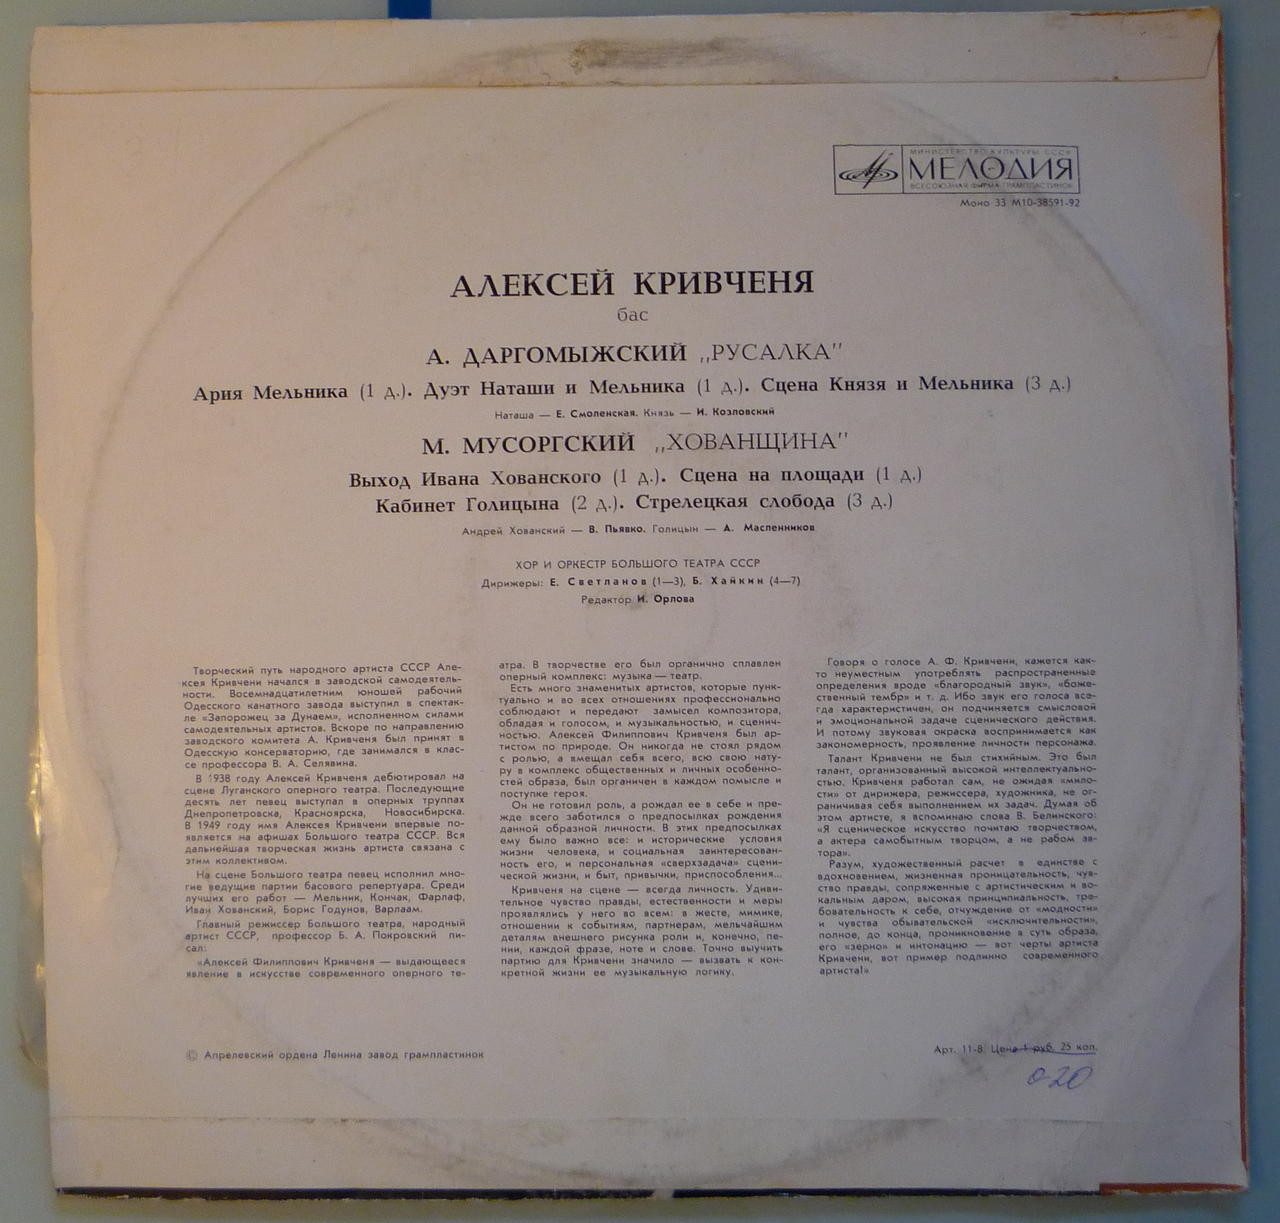 МИНИСТЕРСТВО КУЛЬТУРЫ СССР
МЕЛОДИЯ
ВСЕСОЮЗНАЯ ФИРМА ГРАМПЛАСТИНОК
Моно 33 М10-38591-92
АЛЕКСЕЙ КРИВЧЕНЯ
бас
А. ДАРГОМЫЖСКИЙ „РУСАЛКА"
Ария Мельника (1 д.). Дуэт Наташи и Мельника (1 д.). Сцена Князя и Мельника (3 д.)
Наташа — Е. Смоленская. Князь — И. Козловский
М. МУСОРГСКИЙ „ХОВАНЩИНА"
Выход Ивана Хованского (1 д.). Сцена на площади (1 д.)
Кабинет Голицына (2 д.). Стрелецкая слобода (3 д.)
Андрей Хованский — В. Пьявко. Голицын — А. Масленников
ХОР И ОРКЕСТР БОЛЬШОГО ТЕАТРА СССР
Дирижеры: Е. Светланов (1—3), Б. Хайкин (4—7)
Редактор И. Орлова
Творческий путь народного артиста СССР Але-
ксея Кривчени начался в заводской самодеятель-
ности. Восемнадцатилетним юношей рабочий
Одесского канатного завода выступил в спектак-
ле «Запорожец за Дунаем», исполненном силами
самодеятельных артистов. Вскоре по направлению
заводского комитета А. Кривченя был принят в
Одесскую консерваторию, где занимался в клас-
се профессора В. А. Селявина.
В 1938 году Алексей Кривченя дебютировал на
сцене Луганского оперного театра. Последующие
десять лет певец выступал в оперных труппах
Днепропетровска, Красноярска, Новосибирска.
В 1949 году имя Алексея Кривчени впервые по-
является на афишах Большого театра СССР. Вся
дальнейшая творческая жизнь артиста связана с
этим коллективом.
На сцене Большого театра певец исполнил мно-
гие ведущие партии басового репертуара. Среди
лучших его работ — Мельник, Кончак, Фарлаф,
Иван Хованский, Борис Годунов, Варлаам.
Главный режиссер Большого театра, народный
артист СССР, профессор Б. А. Покровский пи-
сал:
«Алексей Филиппович Кривченя — выдающееся
явление в искусстве современного оперного те-
атра. В творчестве его был органично сплавлен
оперный комплекс: музыка — театр.
Есть много знаменитых артистов, которые пунк-
туально и во всех отношениях профессионально
соблюдают и передают замысел композитора,
обладая и голосом, и музыкальностью, и сценич-
ностью. Алексей Филиппович Кривченя был ар-
тистом по природе. Он никогда не стоял рядом
с ролью, а вмещал себя всего, всю свою нату-
ру в комплекс общественных и личных особенно-
стей образа, был органичен в каждом помысле и
поступке героя.
Он не готовил роль, а рождал ее в себе и пре-
жде всего заботился о предпосылках рождения
данной образной личности. В этих предпосылках
ему было важно все: и исторические условия
жизни человека, и социальная заинтересован-
ность его, и персональная «сверхзадача» сцени-
ческой жизни, и быт, привычки, приспособления...
Кривченя на сцене — всегда личность. Удиви-
тельное чувство правды, естественности и меры
проявлялись у него во всем: в жесте, мимике,
отношении к событиям, партнерам, мельчайшим
деталям внешнего рисунка роли и, конечно, пе-
нии, каждой фразе, ноте и слове. Точно выучить
партию для Кривчени значило — вызвать к кон-
кретной жизни ее музыкальную логику.
Говоря о голосе А. Ф. Кривчени, кажется как-
то неуместным употреблять распространенные
определения вроде «благородный звук», «боже-
ственный тембр» и т. д. Ибо звук его голоса все-
гда характеристичен, он подчиняется смысловой
и эмоциональной задаче сценического действия.
И потому звуковая окраска воспринимается как
закономерность, проявление личности персонажа.
Талант Кривчени не был стихийным. Это был
талант, организованный высокой интеллектуально-
стью. Кривченя работал сам, не ожидая «мило-
сти» от дирижера, режиссера, художника, не ог-
раничивая себя выполнением их задач. Думая об
этом артисте, я вспоминаю слова В. Белинского:
«Я сценическое искусство почитаю творчеством,
а актера самобытным творцом, а не рабом ав-
тора».
Разум, художественный расчет в единстве с
вдохновением, жизненная проницательность, чув-
ство правды, сопряженные с артистическим и во-
кальным даром, высокая принципиальность, тре-
бовательность к себе, отчуждение от «модности»
и чувства обывательской «исключительности»,
полное, до конца, проникновение в суть образа,
его «зерно» и интонацию — вот черты артиста
Кривчени, вот пример подлинно современного
артиста!»
© Апрелевский ордена Ленина завод грампластинок
Арт. 11-8. Цена 1 руб. 25 коп.
0-20